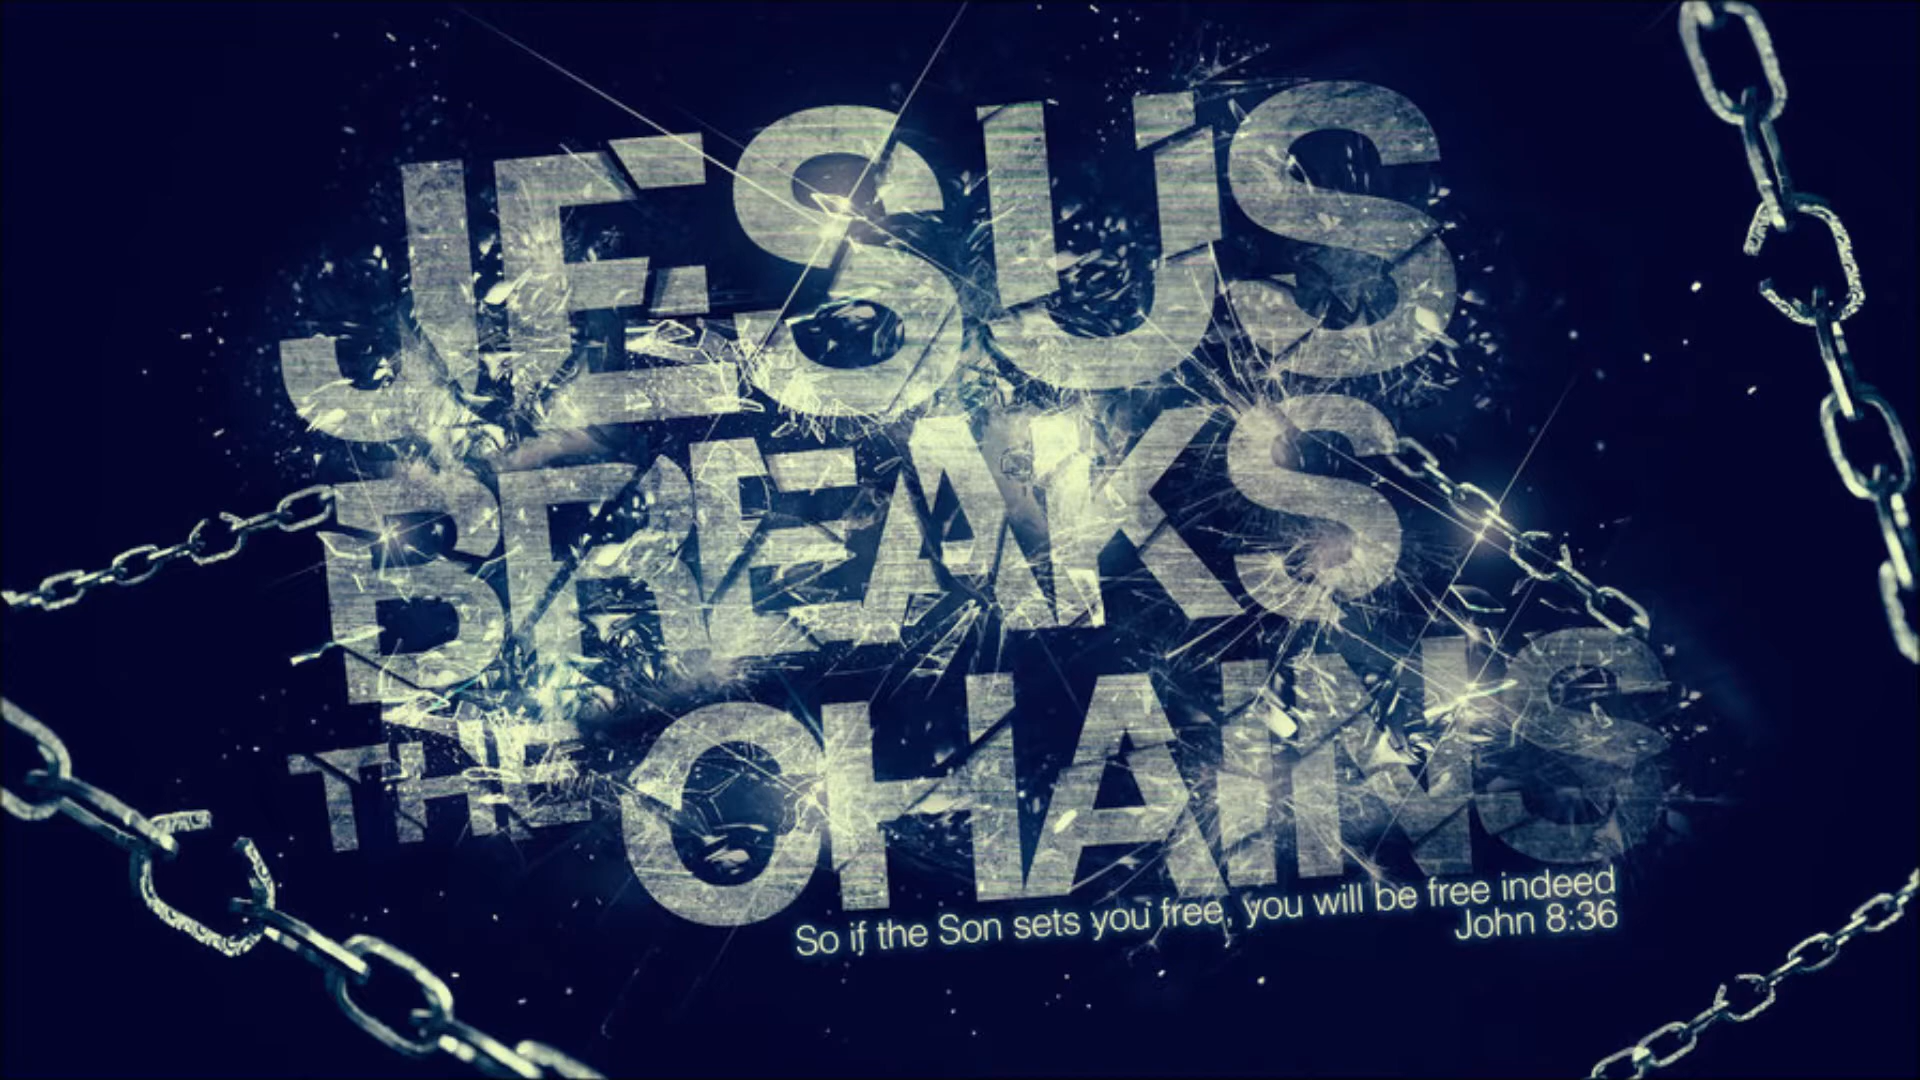 JESUS
BREAKS
THE CHAINS
So if the Son sets you free, you will be free indeed
John 8:36